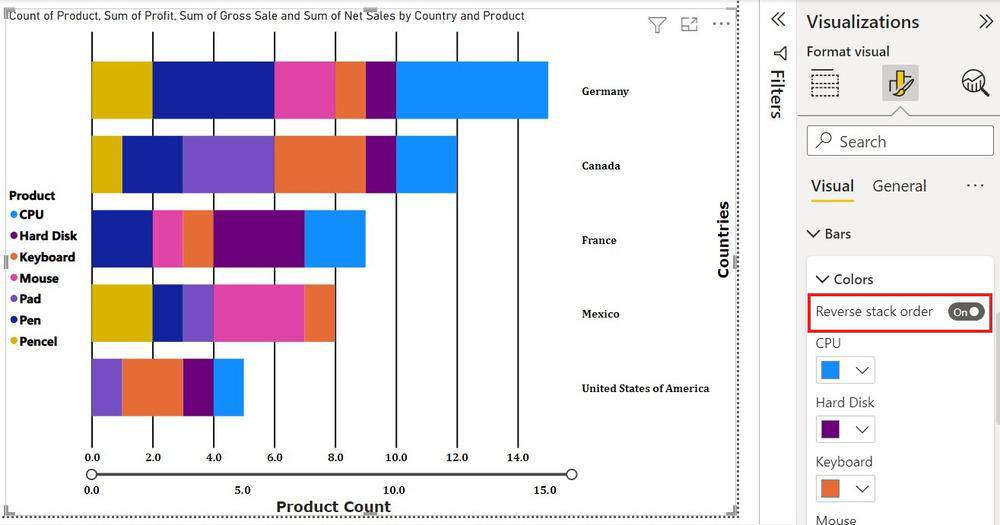 Count of Product, Sum of Profit, Sum of Gross Sale and Sum of Net Sales by Country and Product
Product
CPU
Hard Disk
Keyboard
Mouse
Pad
Pen
Pencel
Germany
Canada
France
Mexico
United States of America
Countries
0.0 2.0 4.0 6.0 8.0 10.0 12.0 14.0
0.0 5.0 10.0 15.0
Product Count
Filters
Visualizations
Format visual
Search
Visual General
Bars
Colors
Reverse stack order On
CPU
Hard Disk
Keyboard
Mouse